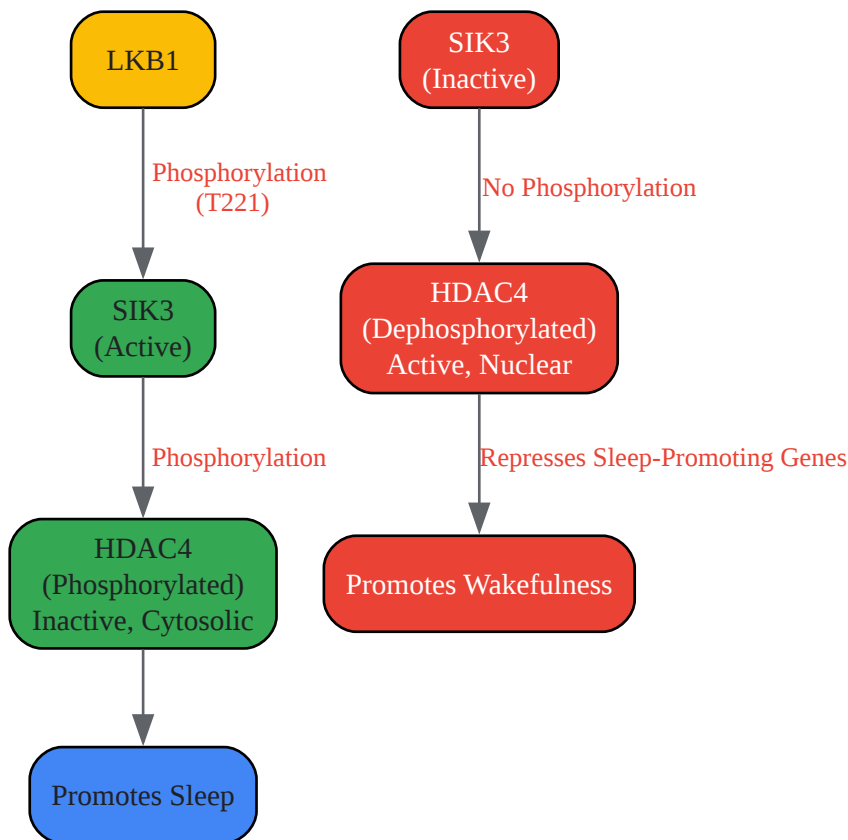 LKB1
Phosphorylation
(T221)
SIK3
(Active)
Phosphorylation
HDAC4
(Phosphorylated)
Inactive, Cytosolic
Promotes Sleep
SIK3
(Inactive)
No Phosphorylation
HDAC4
(Dephosphorylated)
Active, Nuclear
Represses Sleep-Promoting Genes
Promotes Wakefulness